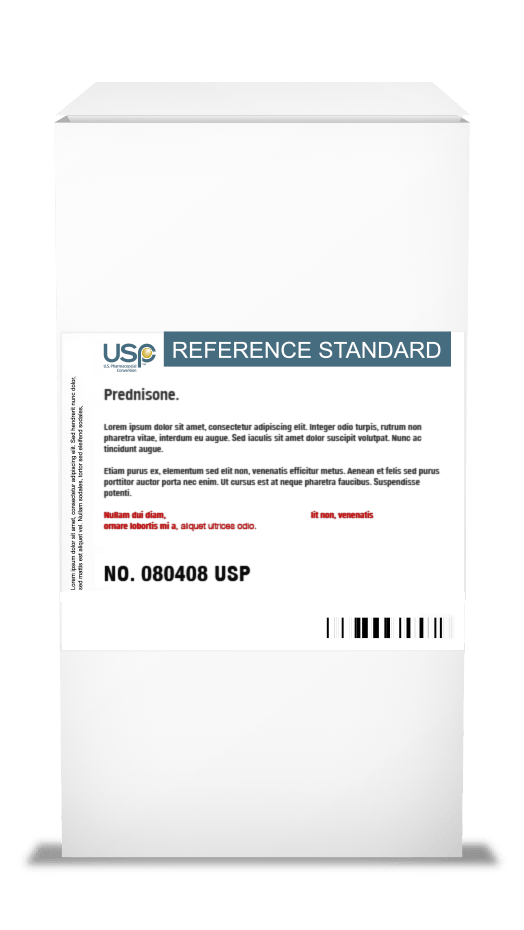 USP REFERENCE STANDARD
U.S. Pharmacopeial
Convention
Prednisone.
Lorem ipsum dolor sit amet, consectetur adipiscing elit. Integer odio turpis, rutrum non
pharetra vitae, interdum eu augue. Sed iaculis sit amet dolor suscipit volutpat. Nunc ac
tincidunt augue.
Etiam purus ex, elementum sed elit non, venenatis efficitur metus. Aenean et felis sed purus
porttitor auctor porta nec enim. Ut cursus est at neque pharetra faucibus. Suspendisse
potenti.
Nullam dui diam, lit non, venenatis
ornare lobortis mi a, aliquet ultrices odio.
NO. 080408 USP
Lorem ipsum dolor sit amet, consectetur adipiscing elit. Sed hendrerit nunc dolor,
sed mattis est aliquet vel. Nullam sodales, tortor sed eleifend sodales,